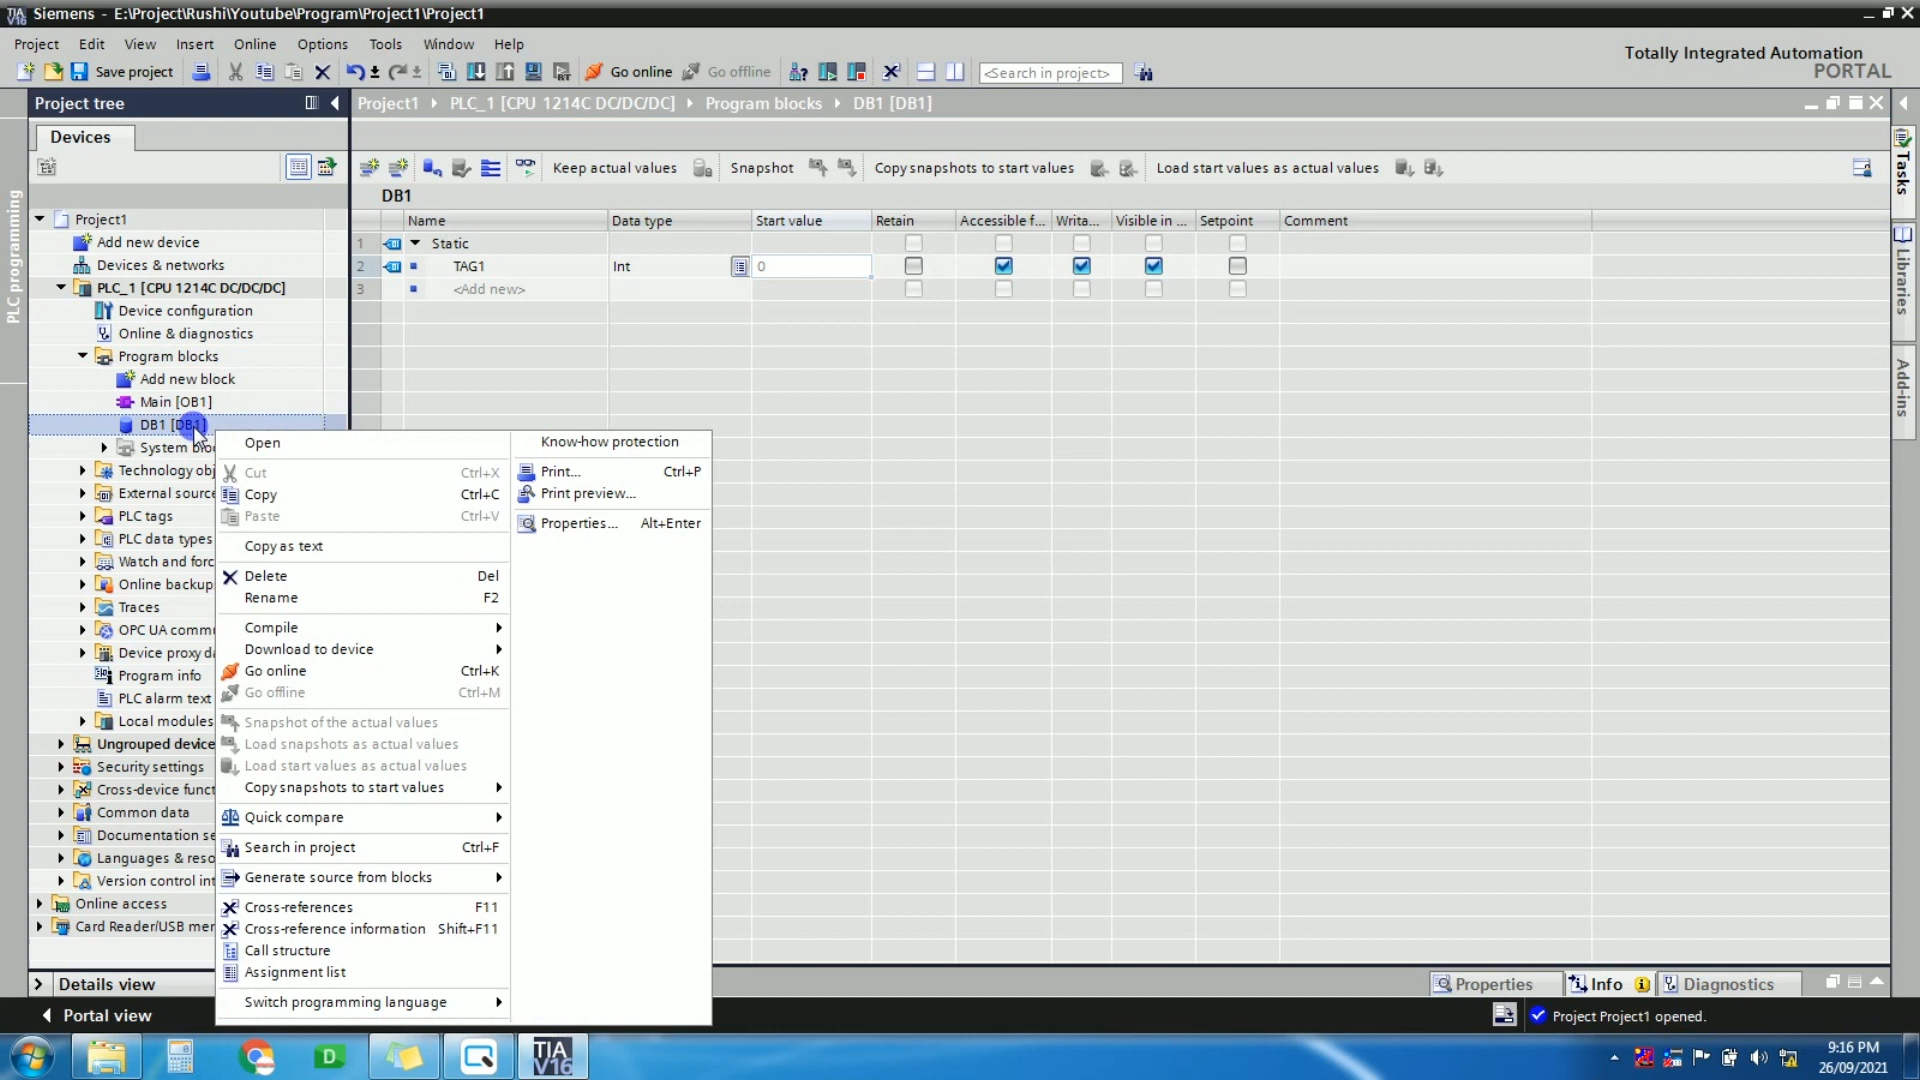 Siemens - E:\Project\Rushi\Youtube\Program\Project1\Project1
Project Edit View Insert Online Options Tools Window Help
Totally Integrated Automation
PORTAL
Save project
Go online
Go offline
<Search in project>
Project tree
Project1 PLC_1 [CPU 1214C DC/DC/DC] Program blocks DB1 [DB1]
Devices
Keep actual values Snapshot Copy snapshots to start values Load start values as actual values
DB1
Name Data type Start value Retain Accessible f... Writa... Visible in ... Setpoint Comment
1 Static
2 TAG1 Int 0
3 <Add new>
PLC programming
Project1
Add new device
Devices & networks
PLC_1 [CPU 1214C DC/DC/DC]
Device configuration
Online & diagnostics
Program blocks
Add new block
Main [OB1]
DB1 [DB1]
System bloc
Technology obj
External source
PLC tags
PLC data types
Watch and forc
Online backup
Traces
OPC UA commu
Device proxy da
Program info
PLC alarm text
Local modules
Ungrouped device
Security settings
Cross-device funct
Common data
Documentation se
Languages & reso
Version control int
Online access
Card Reader/USB mer
Open
Cut Ctrl+X
Copy Ctrl+C
Paste Ctrl+V
Copy as text
Delete Del
Rename F2
Compile
Download to device
Go online Ctrl+K
Go offline Ctrl+M
Snapshot of the actual values
Load snapshots as actual values
Load start values as actual values
Copy snapshots to start values
Quick compare
Search in project Ctrl+F
Generate source from blocks
Cross-references F11
Cross-reference information Shift+F11
Call structure
Assignment list
Switch programming language
Know-how protection
Print... Ctrl+P
Print preview...
Properties... Alt+Enter
Tasks
Libraries
Add-ins
Details view
Properties Info Diagnostics
Portal view
Project Project1 opened.
TIA
V16
9:16 PM
26/09/2021